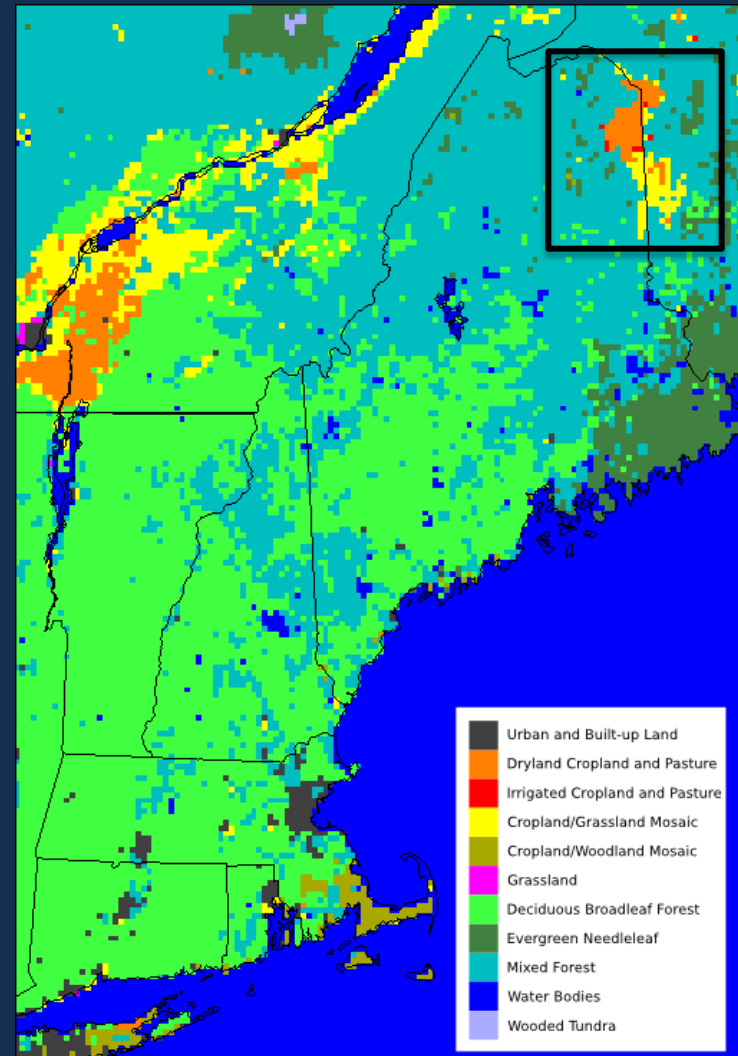 Urban and Built-up Land
Dryland Cropland and Pasture
Irrigated Cropland and Pasture
Cropland/Grassland Mosaic
Cropland/Woodland Mosaic
Grassland
Deciduous Broadleaf Forest
Evergreen Needleleaf
Mixed Forest
Water Bodies
Wooded Tundra